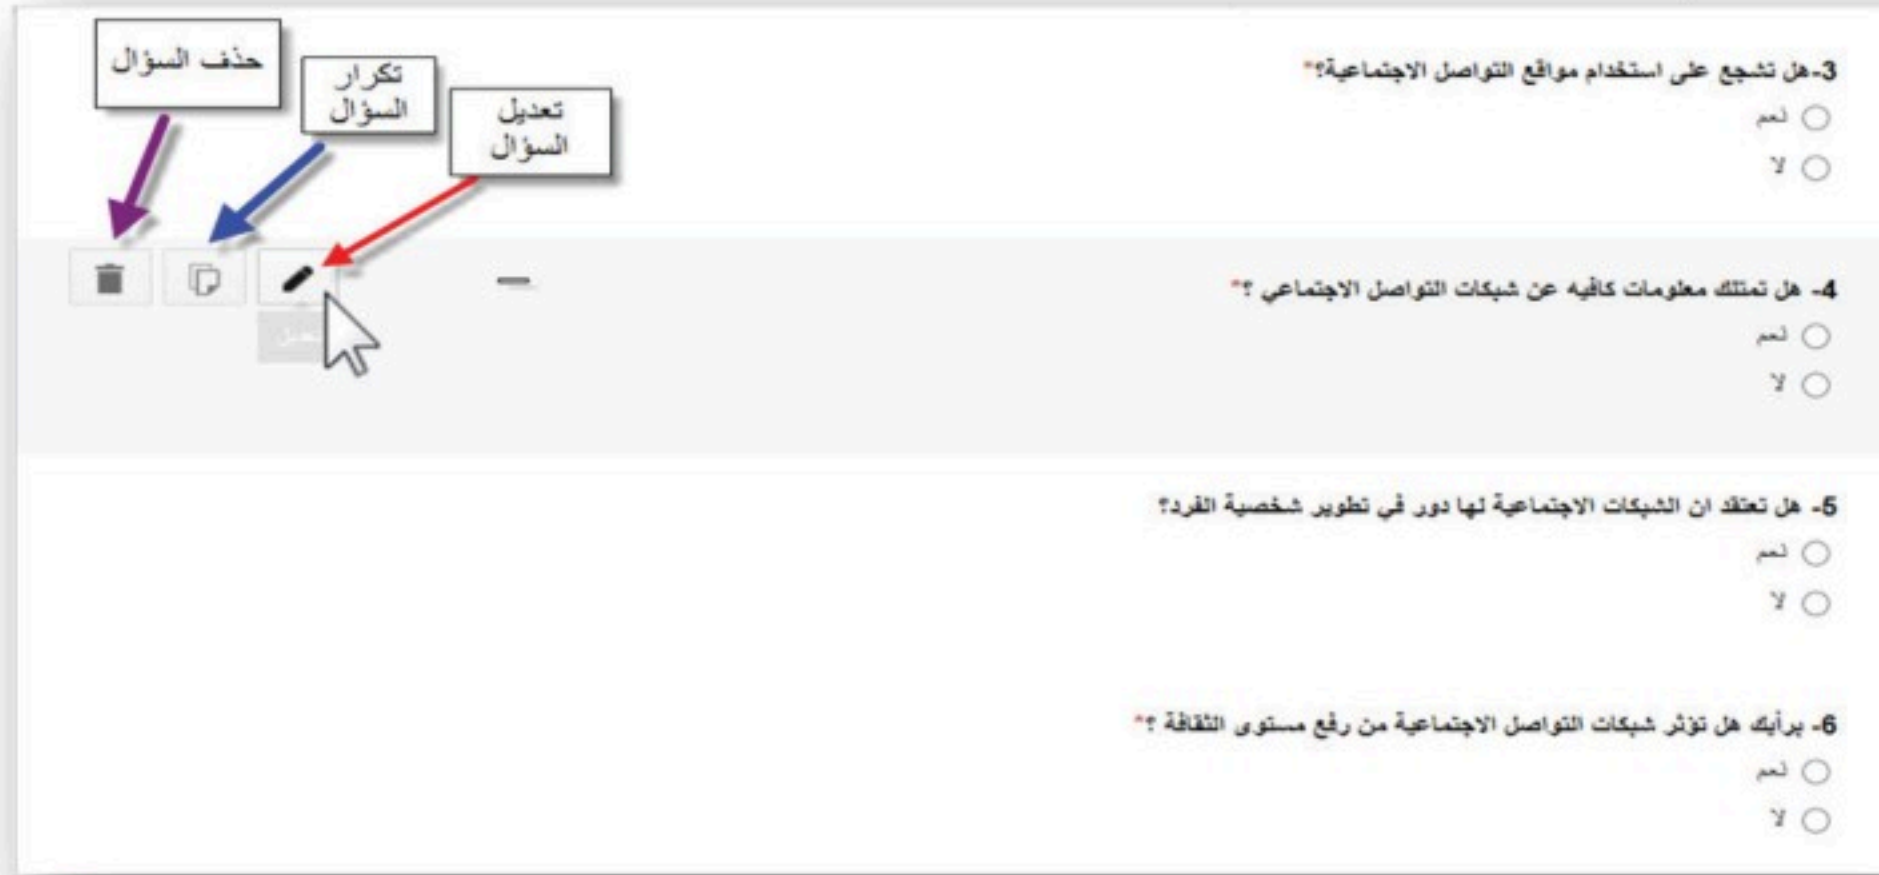 حذف السؤال
تكرار
السؤال
تعديل
السؤال
3-هل تشجع على استخدام مواقع التواصل الاجتماعية؟*
نعم
لا
4- هل تمتلك معلومات كافيه عن شبكات التواصل الاجتماعي ؟*
نعم
لا
5- هل تعتقد ان الشبكات الاجتماعية لها دور في تطوير شخصية الفرد؟
نعم
لا
6- برأيك هل تؤثر شبكات التواصل الاجتماعية من رفع مستوى الثقافة ؟*
نعم
لا